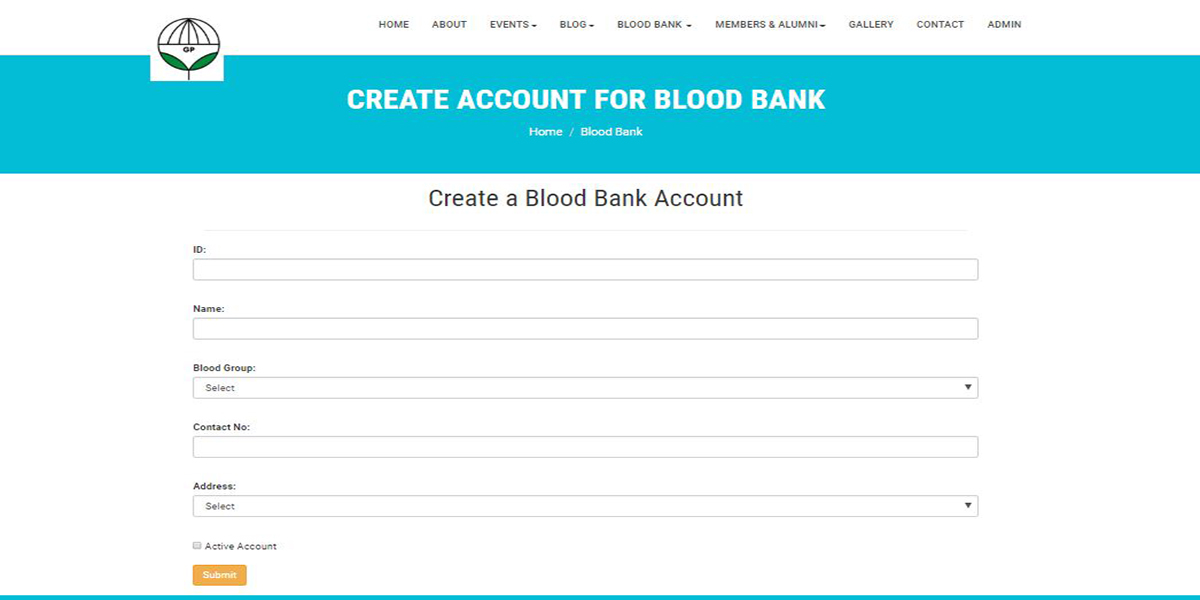 HOME ABOUT EVENTS BLOG BLOOD BANK MEMBERS & ALUMNI GALLERY CONTACT ADMIN
GP
CREATE ACCOUNT FOR BLOOD BANK
Home / Blood Bank
Create a Blood Bank Account
ID:
Name:
Blood Group:
Select
Contact No:
Address:
Select
Active Account
Submit